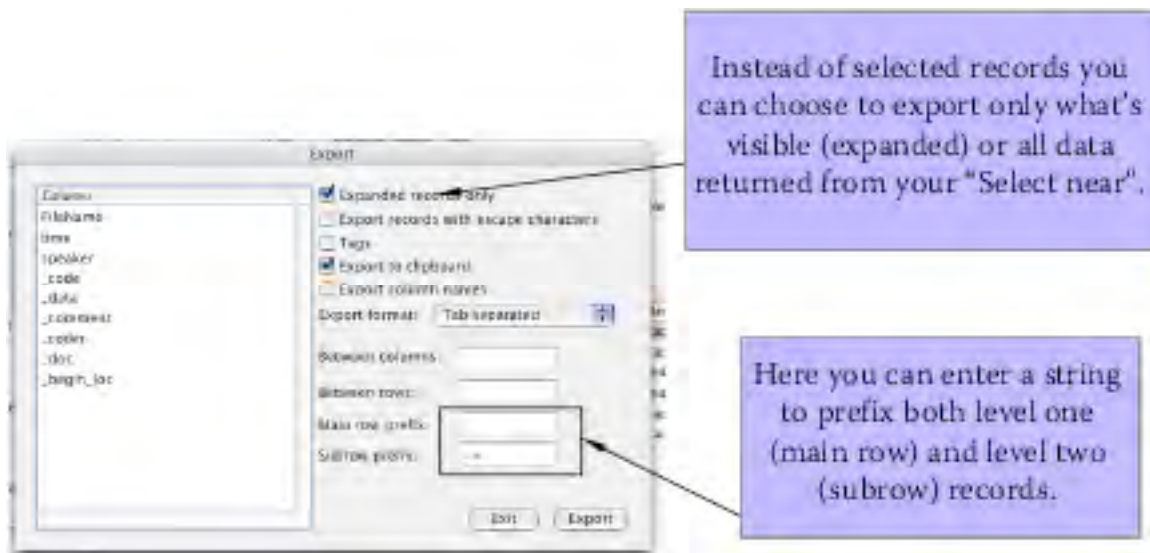 Instead of selected records you
can choose to export only what's
visible (expanded) or all data
returned from your "Select near".
Export
Column
FileName
time
speaker
_code
_data
_comment
_coder
_doc
_begin_loc
Expanded records only
Export records with escape characters
Tags
Export to clipboard
Export column names
Export format: Tab separated
Between columns:
Between rows:
Main row prefix:
Subrow prefix:
Exit
Export
Here you can enter a string
to prefix both level one
(main row) and level two
(subrow) records.